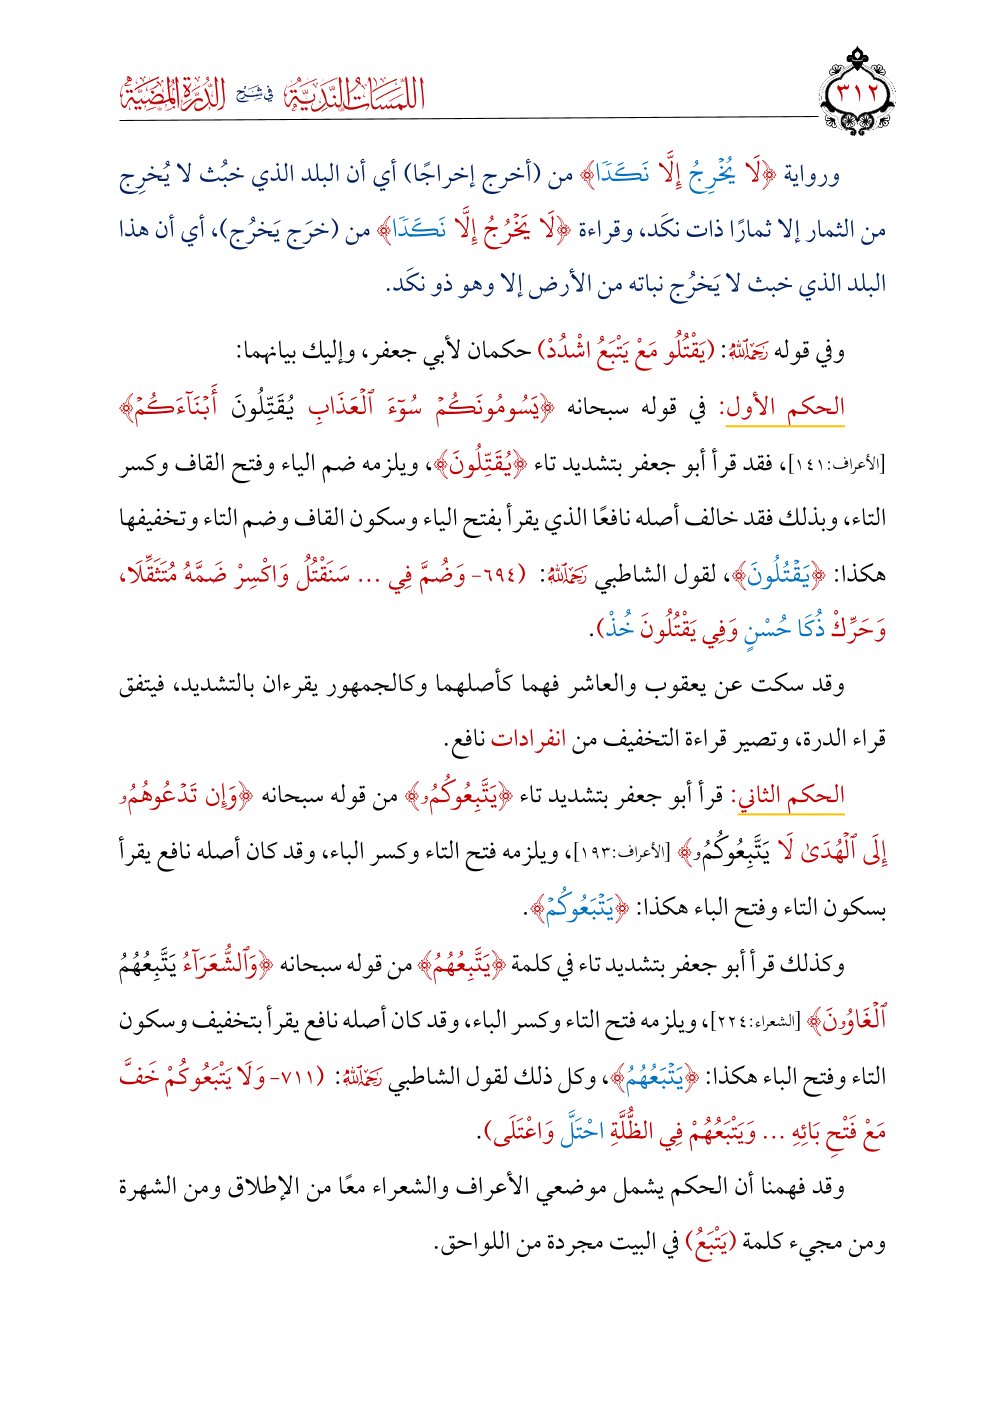 اللمسات الندية في شرح الدرة المضية
٣١٢
ورواية ﴿لَا يُخْرِجُ إِلَّا نَكَدًا﴾ من (أخرج إخراجًا) أي أن البلد الذي خبُث لا يُخرِج
من الثمار إلا ثمارًا ذات نكَد، وقراءة ﴿لَا يَخْرُجُ إِلَّا نَكَدًا﴾ من (خرَج يَخرُج)، أي أن هذا
البلد الذي خبث لا يَخرُج نباته من الأرض إلا وهو ذو نكَد.
وفي قوله رحمه الله: (يَقْتُلُو مَعْ يَتْبَعُ اشْدُدْ) حكمان لأبي جعفر، وإليك بيانهما:
الحكم الأول: في قوله سبحانه ﴿يَسُومُونَكُمْ سُوٓءَ ٱلْعَذَابِ يُقَتِّلُونَ أَبْنَآءَكُمْ﴾
[الأعراف:١٤١]، فقد قرأ أبو جعفر بتشديد تاء ﴿يُقَتِّلُونَ﴾، ويلزمه ضم الياء وفتح القاف وكسر
التاء، وبذلك فقد خالف أصله نافعًا الذي يقرأ بفتح الياء وسكون القاف وضم التاء وتخفيفها
هكذا: ﴿يَقْتُلُونَ﴾، لقول الشاطبي رحمه الله: (٦٩٤- وَضُمَّ فِي ... سَنَقْتُلُ وَاكْسِرْ ضَمَّهُ مُتَثَقِّلَا،
وَحَرِّكْ ذُكَا حُسْنٍ وَفِي يَقْتُلُونَ خُذْ).
وقد سكت عن يعقوب والعاشر فهما كأصلهما وكالجمهور يقرءان بالتشديد، فيتفق
قراء الدرة، وتصير قراءة التخفيف من انفرادات نافع.
الحكم الثاني: قرأ أبو جعفر بتشديد تاء ﴿يَتَّبِعُوكُمُۥ﴾ من قوله سبحانه ﴿وَإِن تَدْعُوهُمُۥ
إِلَى ٱلْهُدَىٰ لَا يَتَّبِعُوكُمُۥ﴾ [الأعراف:١٩٣]، ويلزمه فتح التاء وكسر الباء، وقد كان أصله نافع يقرأ
بسكون التاء وفتح الباء هكذا: ﴿يَتْبَعُوكُمْ﴾.
وكذلك قرأ أبو جعفر بتشديد تاء في كلمة ﴿يَتَّبِعُهُمُ﴾ من قوله سبحانه ﴿وَٱلشُّعَرَآءُ يَتَّبِعُهُمُ
ٱلْغَاوُۥنَ﴾ [الشعراء:٢٢٤]، ويلزمه فتح التاء وكسر الباء، وقد كان أصله نافع يقرأ بتخفيف وسكون
التاء وفتح الباء هكذا: ﴿يَتْبَعُهُمُ﴾، وكل ذلك لقول الشاطبي رحمه الله: (٧١١- وَلَا يَتْبَعُوكُمْ خَفَّ
مَعْ فَتْحِ بَائِهِ ... وَيَتْبَعُهُمْ فِي الظُّلَّةِ احْتَلَّ وَاعْتَلَى).
وقد فهمنا أن الحكم يشمل موضعي الأعراف والشعراء معًا من الإطلاق ومن الشهرة
ومن مجيء كلمة (يَتْبَعُ) في البيت مجردة من اللواحق.